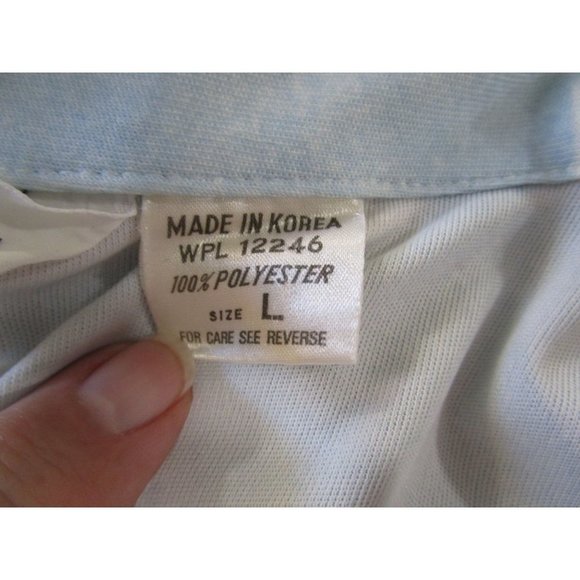 MADE IN KOREA
WPL 12246
100% POLYESTER
SIZE L
FOR CARE SEE REVERSE